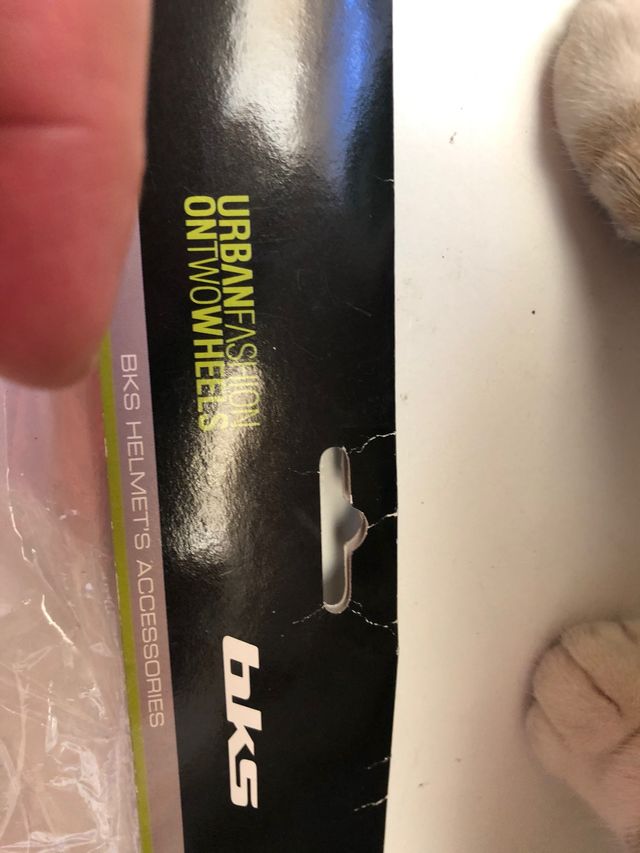 URBANFASHION
ONTWOWHEELS
bks
BKS HELMET'S ACCESSORIES